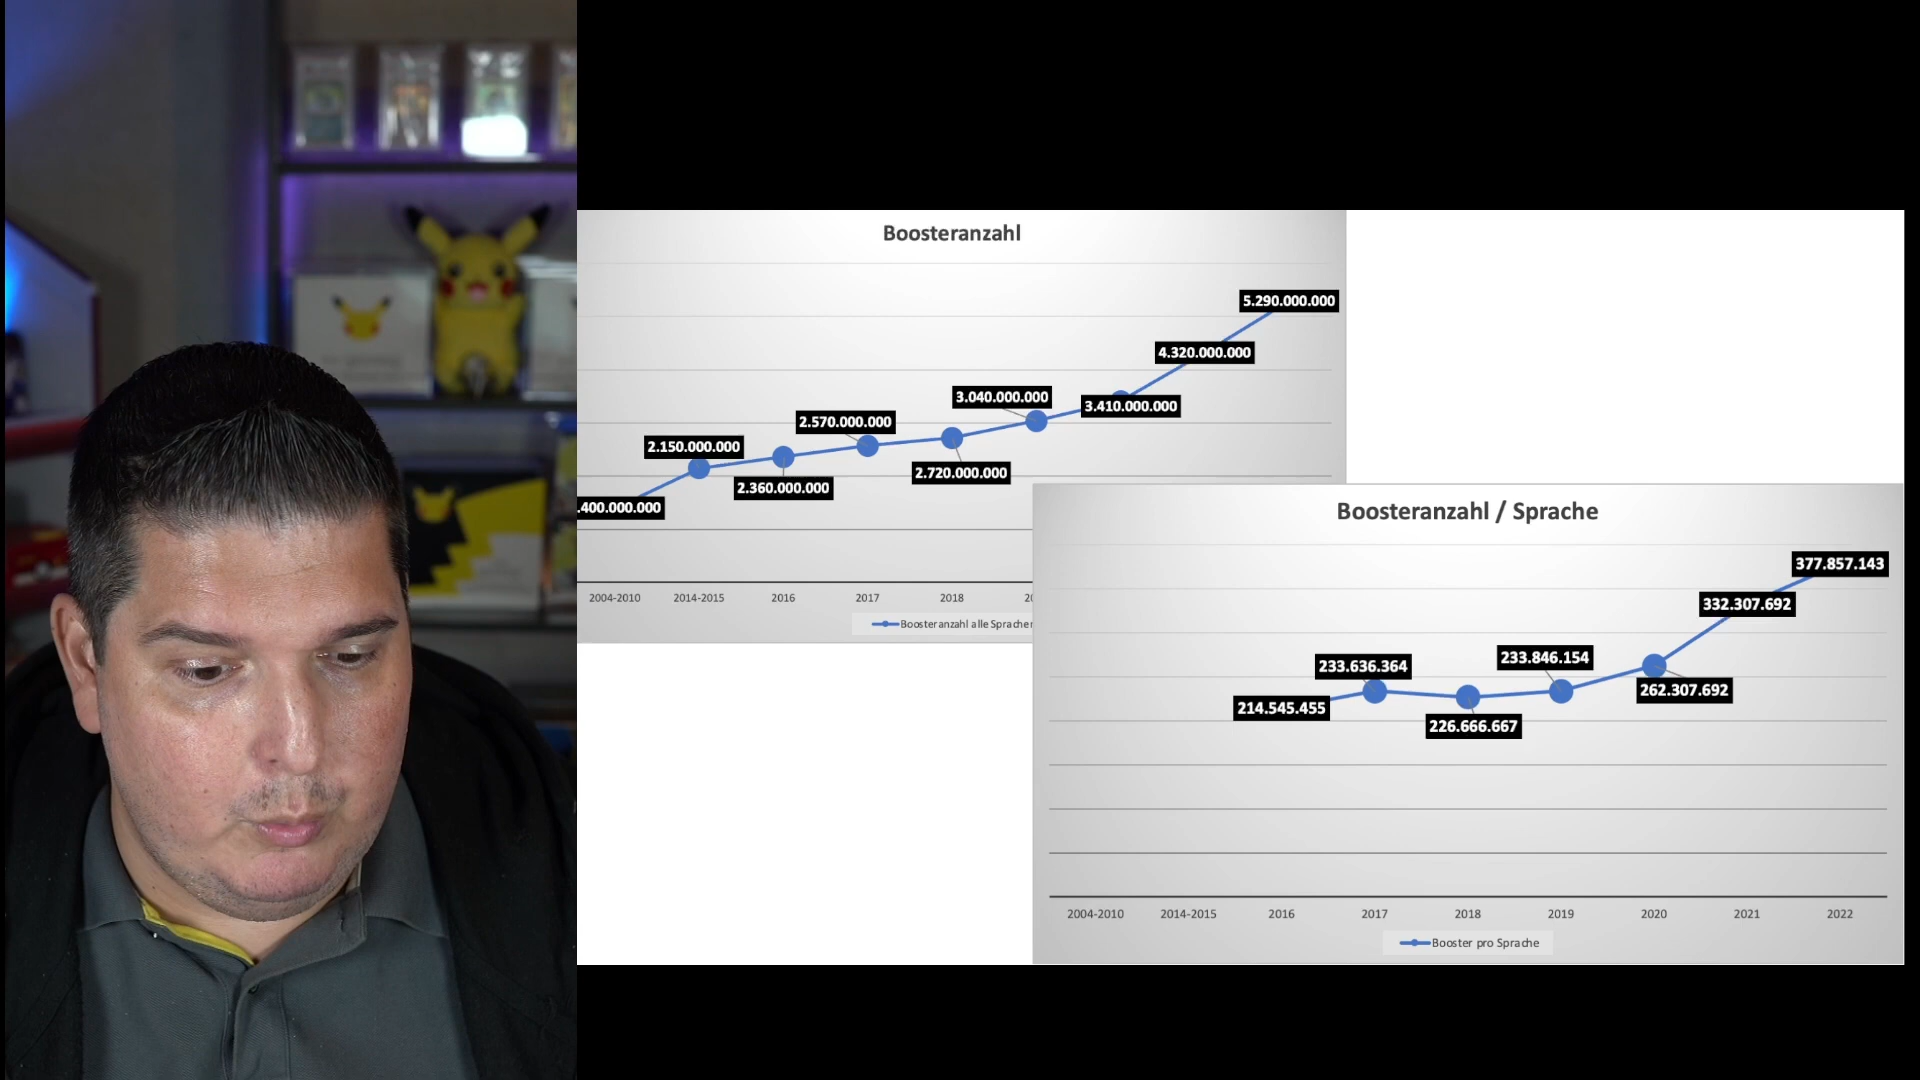 Boosteranzahl
5.290.000.000
4.320.000.000
3.040.000.000
3.410.000.000
2.570.000.000
2.150.000.000
2.720.000.000
2.360.000.000
.400.000.000
2004-2010 2014-2015 2016 2017 2018 20
Boosteranzahl alle Sprachen
Boosteranzahl / Sprache
377.857.143
332.307.692
233.846.154
233.636.364
262.307.692
214.545.455
226.666.667
2004-2010 2014-2015 2016 2017 2018 2019 2020 2021 2022
Booster pro Sprache